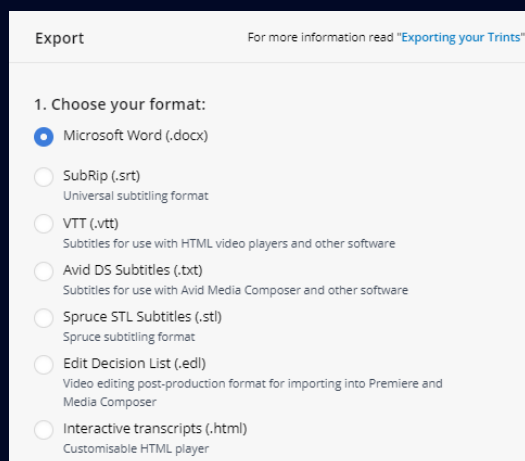 Export
For more information read "Exporting your Trints"
1. Choose your format:
Microsoft Word (.docx)
SubRip (.srt)
Universal subtitling format
VTT (.vtt)
Subtitles for use with HTML video players and other software
Avid DS Subtitles (.txt)
Subtitles for use with Avid Media Composer and other software
Spruce STL Subtitles (.stl)
Spruce subtitling format
Edit Decision List (.edl)
Video editing post-production format for importing into Premiere and
Media Composer
Interactive transcripts (.html)
Customisable HTML player